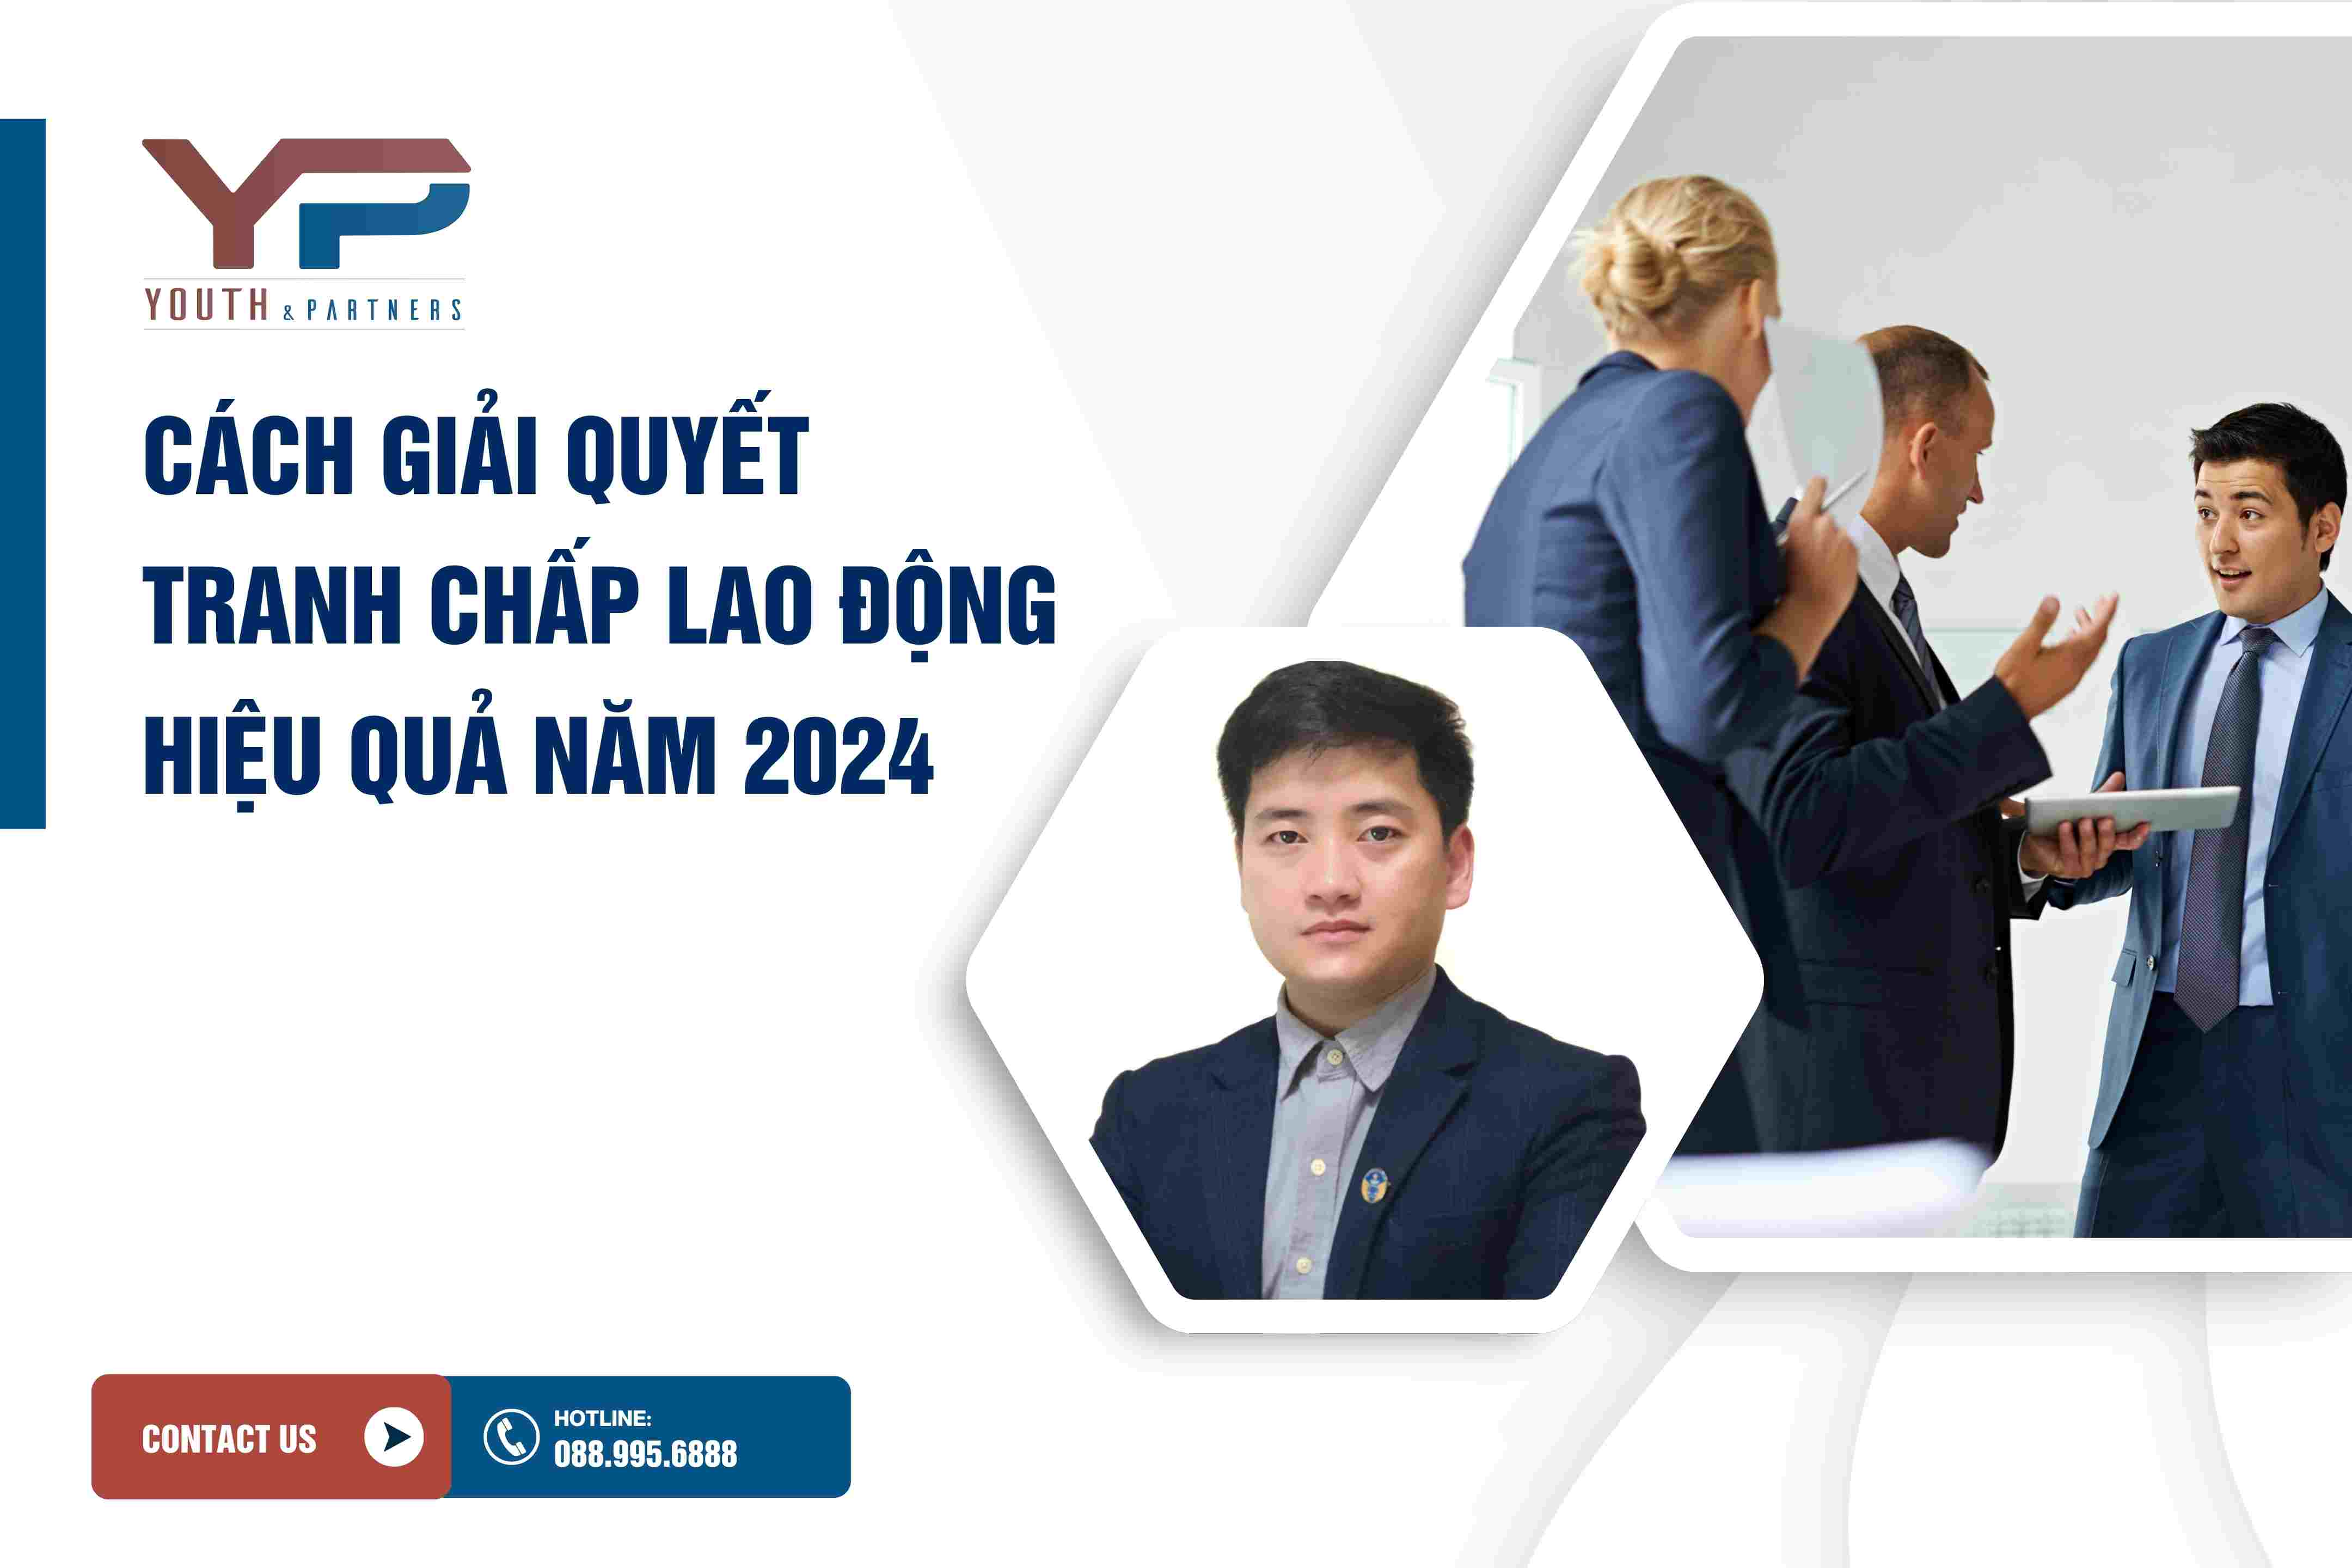 YP
YOUTH & PARTNERS
CÁCH GIẢI QUYẾT
TRANH CHẤP LAO ĐỘNG
HIỆU QUẢ NĂM 2024
CONTACT US
HOTLINE:
088.995.6888